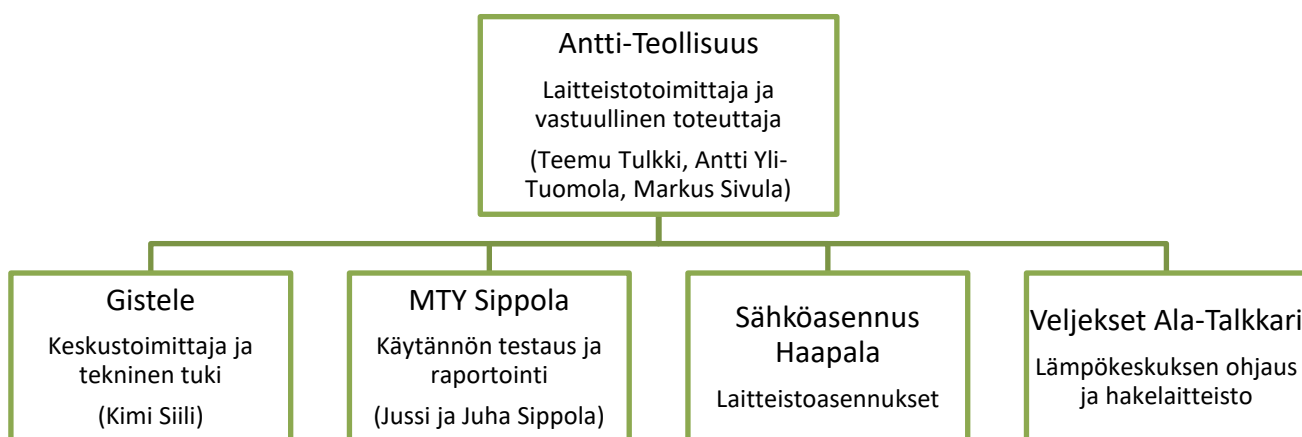 Antti-Teollisuus
Laitteistotoimittaja ja
vastuullinen toteuttaja
(Teemu Tulkki, Antti Yli-
Tuomola, Markus Sivula)
Gistele
Keskustoimittaja ja
tekninen tuki
(Kimi Siili)
MTY Sippola
Käytännön testaus ja
raportointi
(Jussi ja Juha Sippola)
Sähköasennus
Haapala
Laitteistoasennukset
Veljekset Ala-Talkkari
Lämpökeskuksen ohjaus
ja hakelaitteisto